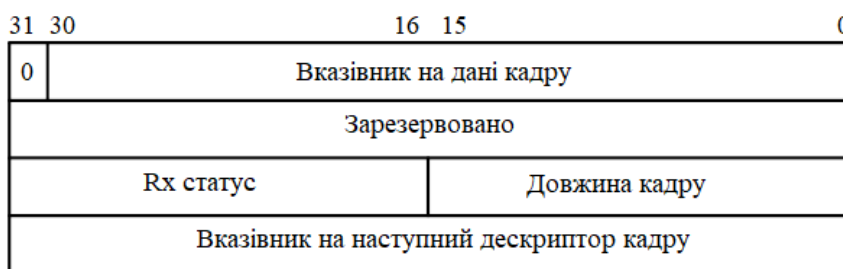 31 30 16 15 0
0 Вказівник на дані кадру
Зарезервовано
Rx статус Довжина кадру
Вказівник на наступний дескриптор кадру